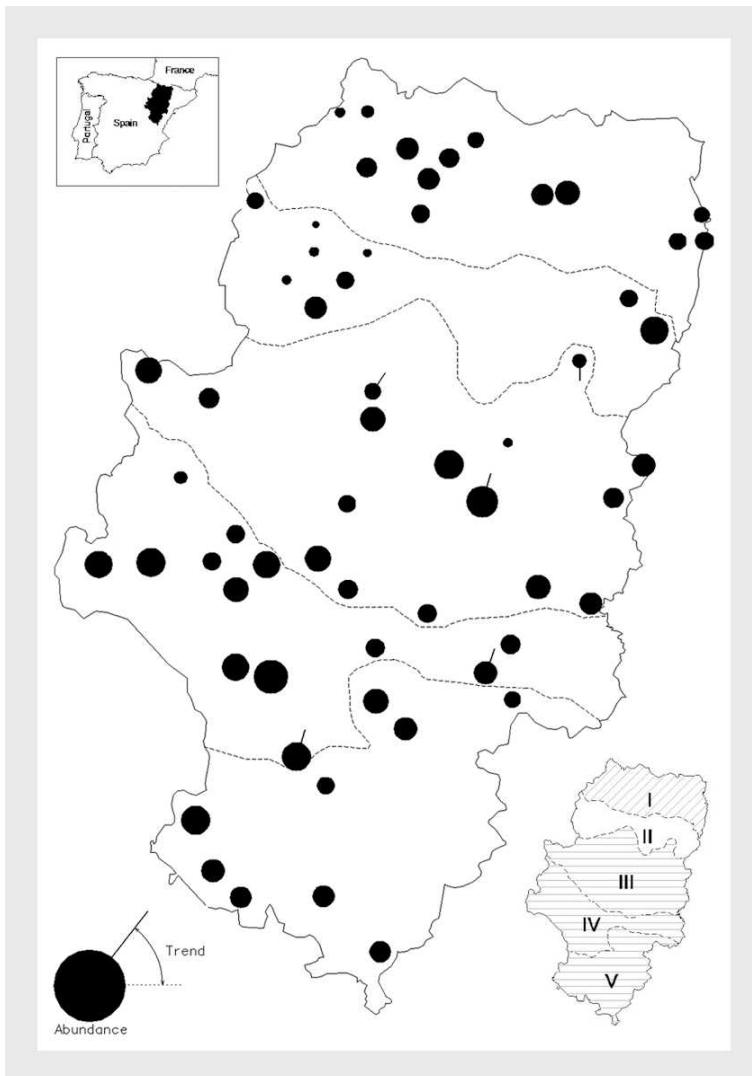 France
Portugal
Spain
I
II
III
IV
V
Trend
Abundance